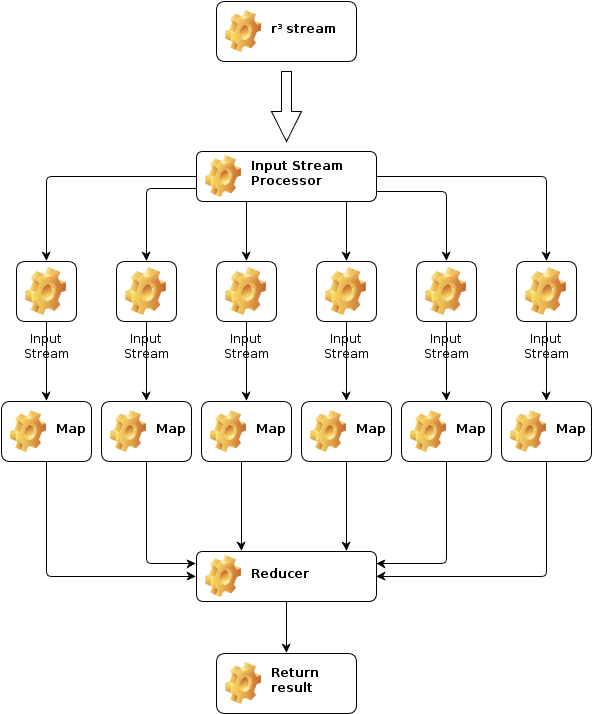 r³ stream
Input Stream
Processor
Input
Stream
Input
Stream
Input
Stream
Input
Stream
Input
Stream
Input
Stream
Map
Map
Map
Map
Map
Map
Reducer
Return
result